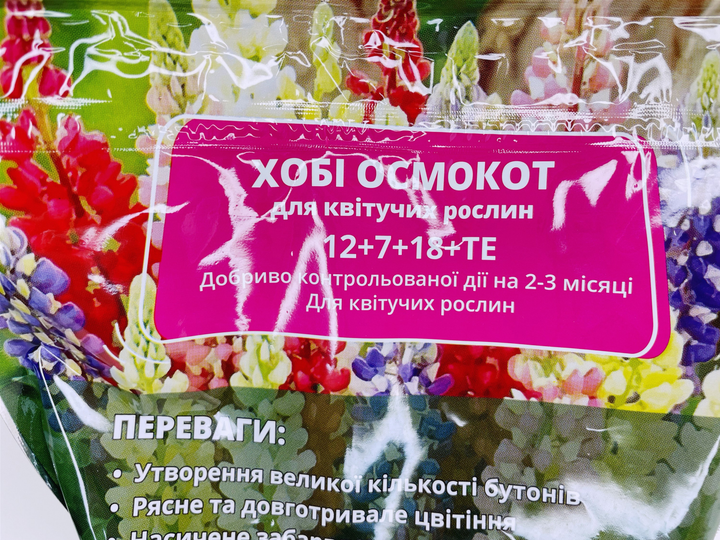 ХОБІ ОСМОКОТ
для квітучих рослин
12+7+18+ТЕ
Добриво контрольованої дії на 2-3 місяці
Для квітучих рослин
ПЕРЕВАГИ:
• Утворення великої кількості бутонів
• Рясне та довготривале цвітіння
• Насичене